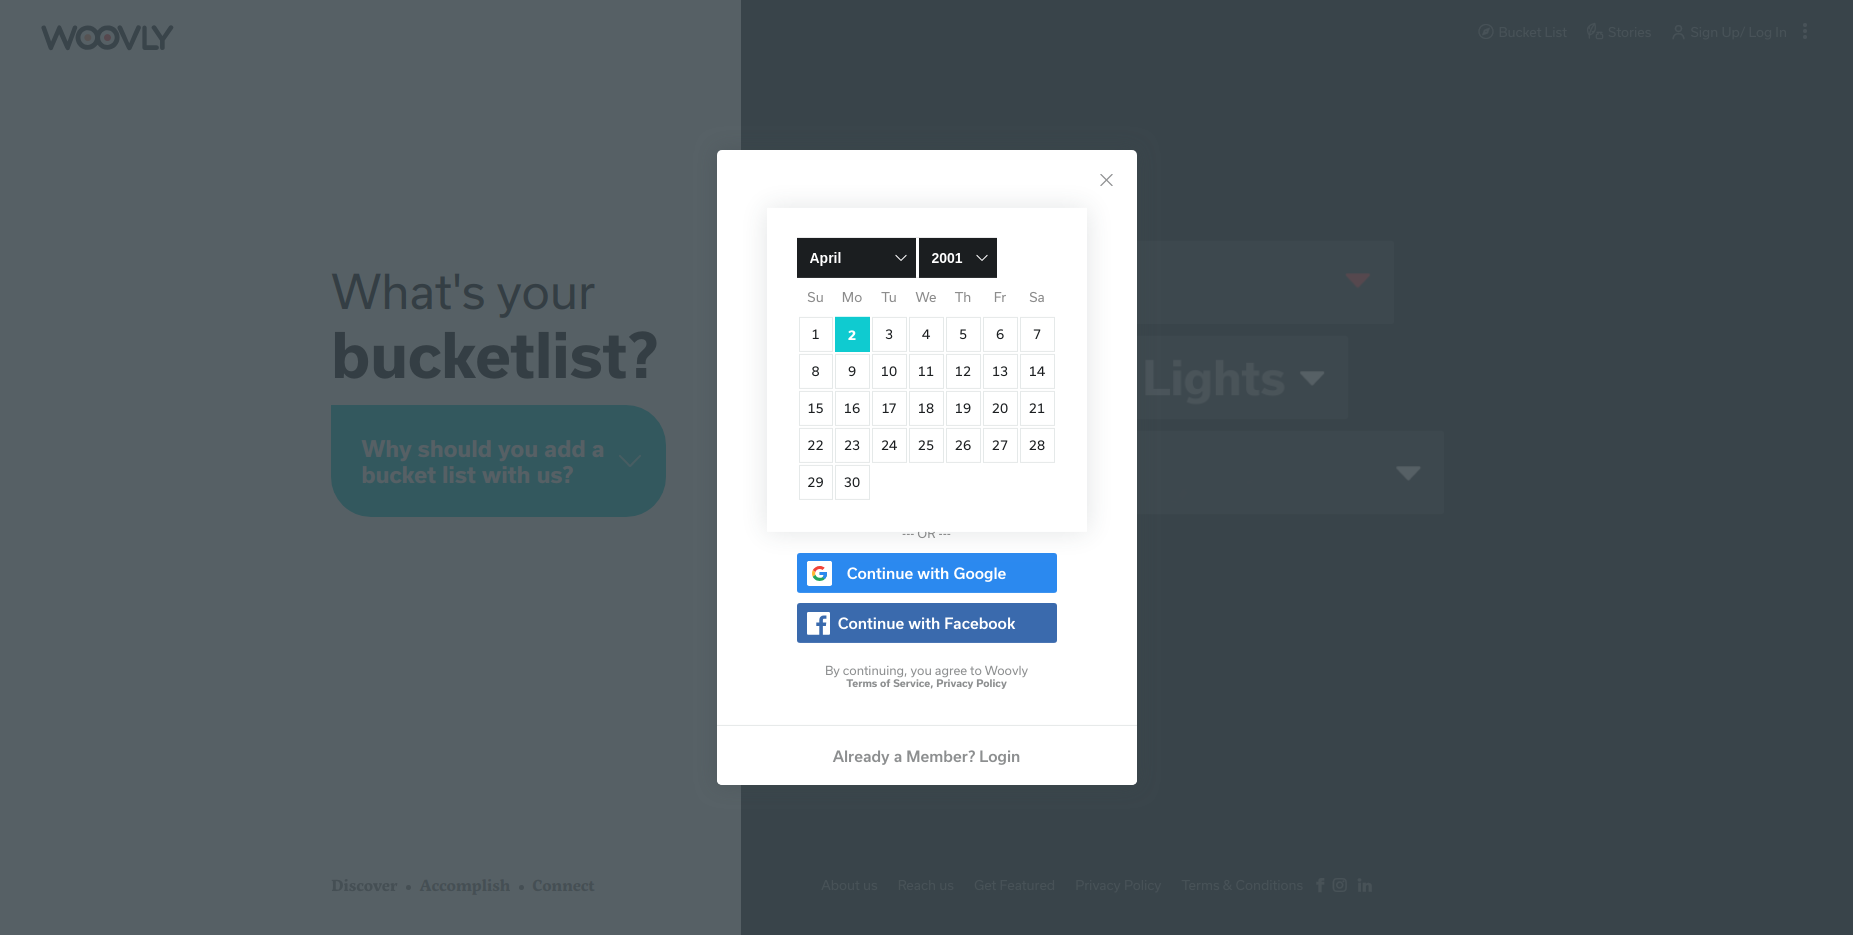 WOOVLY
Bucket List
Stories
Sign Up/ Log In
What's your
bucketlist?
Why should you add a
bucket list with us?
Lights
April
2001
Su Mo Tu We Th Fr Sa
1 2 3 4 5 6 7
8 9 10 11 12 13 14
15 16 17 18 19 20 21
22 23 24 25 26 27 28
29 30
--- OR ---
Continue with Google
Continue with Facebook
By continuing, you agree to Woovly
Terms of Service, Privacy Policy
Already a Member? Login
Discover • Accomplish • Connect
About us Reach us Get Featured Privacy Policy Terms & Conditions